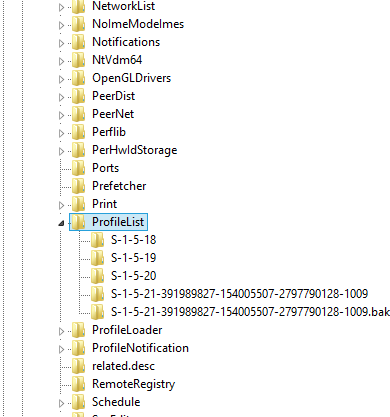 NetworkList
NoImeModeImes
Notifications
NtVdm64
OpenGLDrivers
PeerDist
PeerNet
Perflib
PerHwIdStorage
Ports
Prefetcher
Print
ProfileList
S-1-5-18
S-1-5-19
S-1-5-20
S-1-5-21-391989827-154005507-2797790128-1009
S-1-5-21-391989827-154005507-2797790128-1009.bak
ProfileLoader
ProfileNotification
related.desc
RemoteRegistry
Schedule